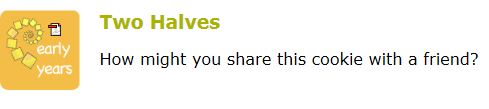 Two Halves
early
years
How might you share this cookie with a friend?